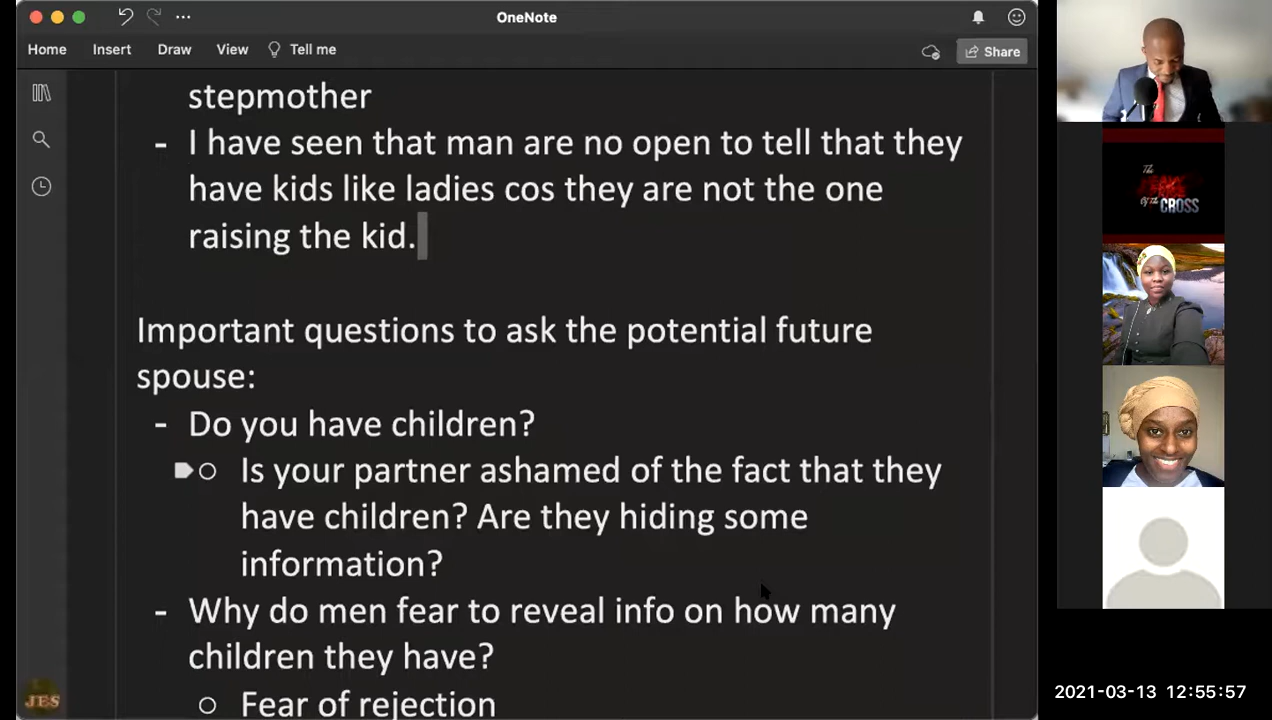 OneNote
Home Insert Draw View Tell me Share
stepmother
- I have seen that man are no open to tell that they
have kids like ladies cos they are not the one
raising the kid.
Important questions to ask the potential future
spouse:
- Do you have children?
Is your partner ashamed of the fact that they
have children? Are they hiding some
information?
- Why do men fear to reveal info on how many
children they have?
Fear of rejection
JES
The
Of The CROSS
2021-03-13 12:55:57